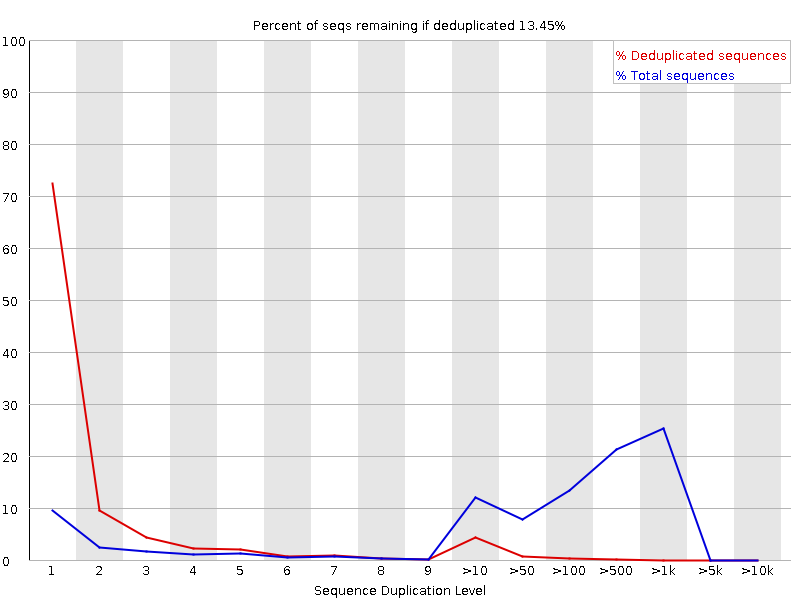 Percent of seqs remaining if deduplicated 13.45%
% Deduplicated sequences
% Total sequences
100
90
80
70
60
50
40
30
20
10
0
1 2 3 4 5 6 7 8 9 >10 >50 >100 >500 >1k >5k >10k
Sequence Duplication Level